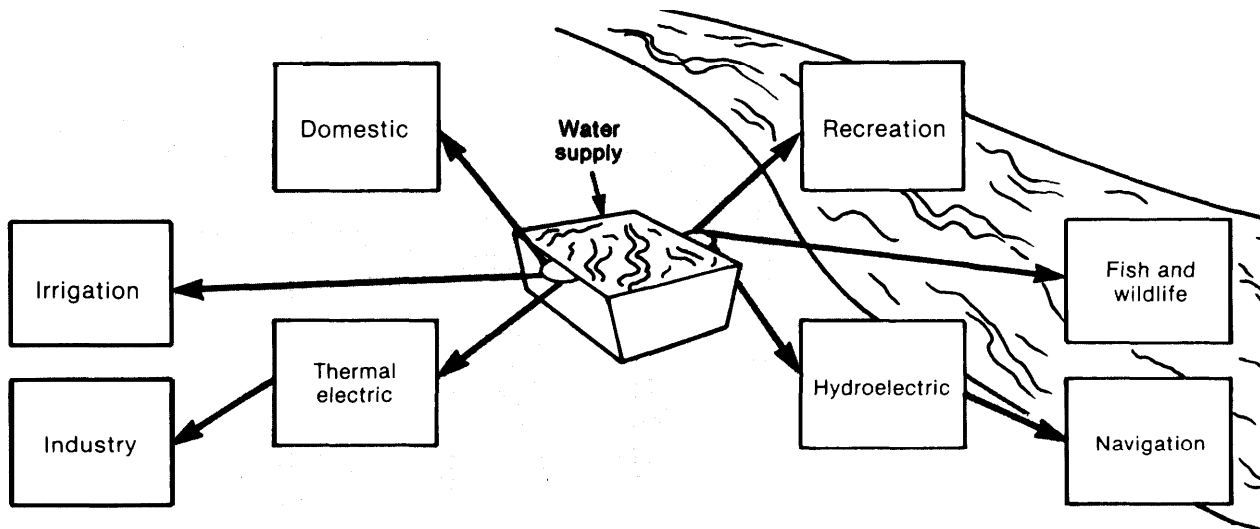 Domestic
Water
supply
Recreation
Irrigation
Fish and
wildlife
Thermal
electric
Hydroelectric
Industry
Navigation